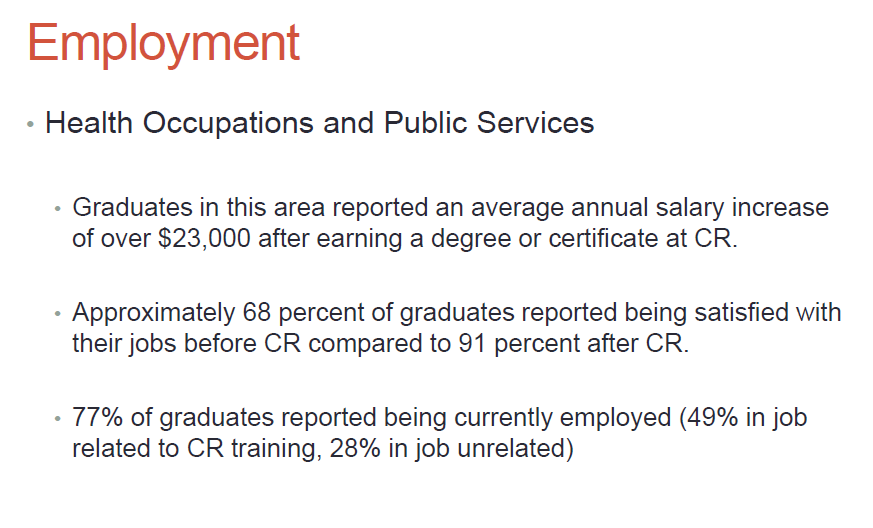 Employment
• Health Occupations and Public Services
• Graduates in this area reported an average annual salary increase
of over $23,000 after earning a degree or certificate at CR.
• Approximately 68 percent of graduates reported being satisfied with
their jobs before CR compared to 91 percent after CR.
• 77% of graduates reported being currently employed (49% in job
related to CR training, 28% in job unrelated)